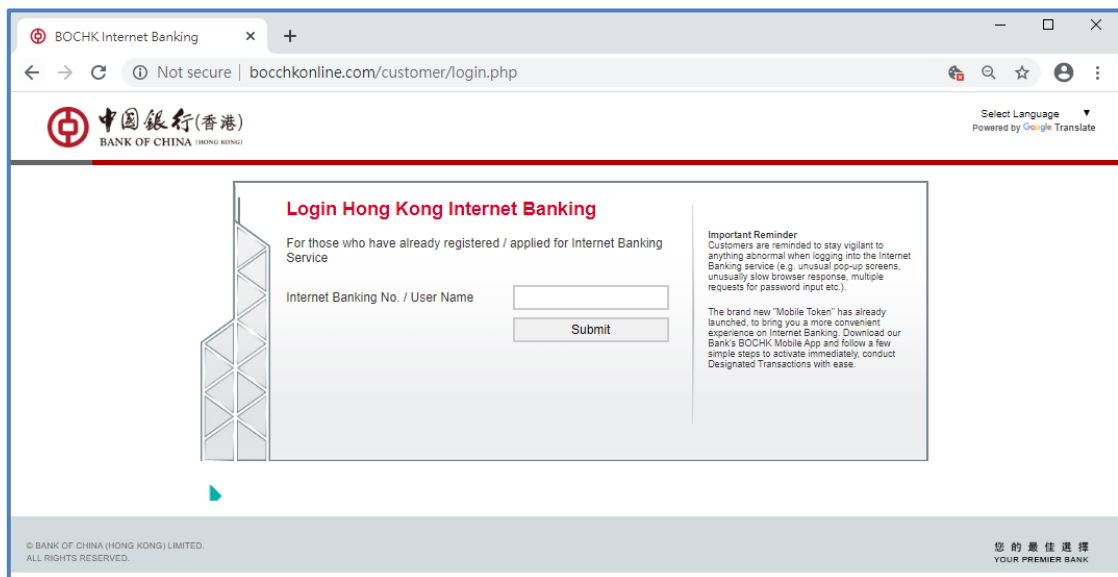 BOCHK Internet Banking
Not secure | bocchkonline.com/customer/login.php
中國銀行(香港)
BANK OF CHINA (HONG KONG)
Select Language ▼
Powered by Google Translate
Login Hong Kong Internet Banking
For those who have already registered / applied for Internet Banking
Service
Internet Banking No. / User Name
Submit
Important Reminder
Customers are reminded to stay vigilant to
anything abnormal when logging into the Internet
Banking service (e.g. unusual pop-up screens,
unusually slow browser response, multiple
requests for password input etc.).
The brand new "Mobile Token" has already
launched, to bring you a more convenient
experience on Internet Banking. Download our
Bank's BOCHK Mobile App and follow a few
simple steps to activate immediately, conduct
Designated Transactions with ease.
© BANK OF CHINA (HONG KONG) LIMITED.
ALL RIGHTS RESERVED.
您的最佳選擇
YOUR PREMIER BANK